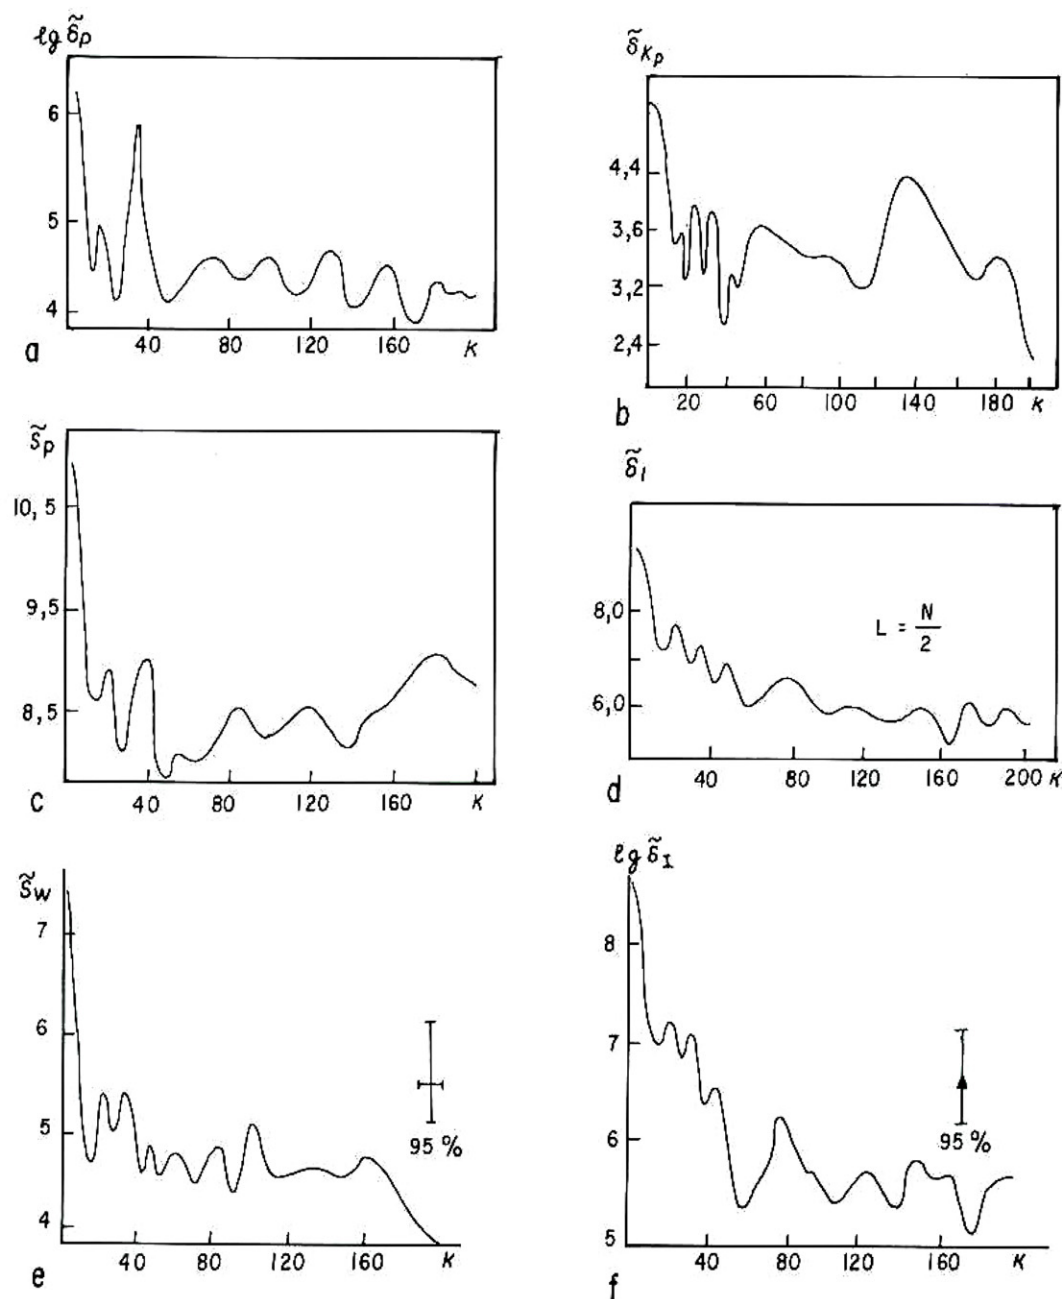 lg δ̃ₚ
6
5
4
40 80 120 160 K
a
δ̃ₖₚ
4,4
3,6
3,2
2,4
20 60 100 140 180 K
b
s̃ₚ
10,5
9,5
8,5
40 80 120 160 K
c
δ̃₁
8,0
6,0
L = N/2
40 80 120 160 200 K
d
s̃w
7
6
5
4
95 %
40 80 120 160 K
e
lg δ̃ɪ
8
7
6
5
95 %
40 80 120 160 K
f